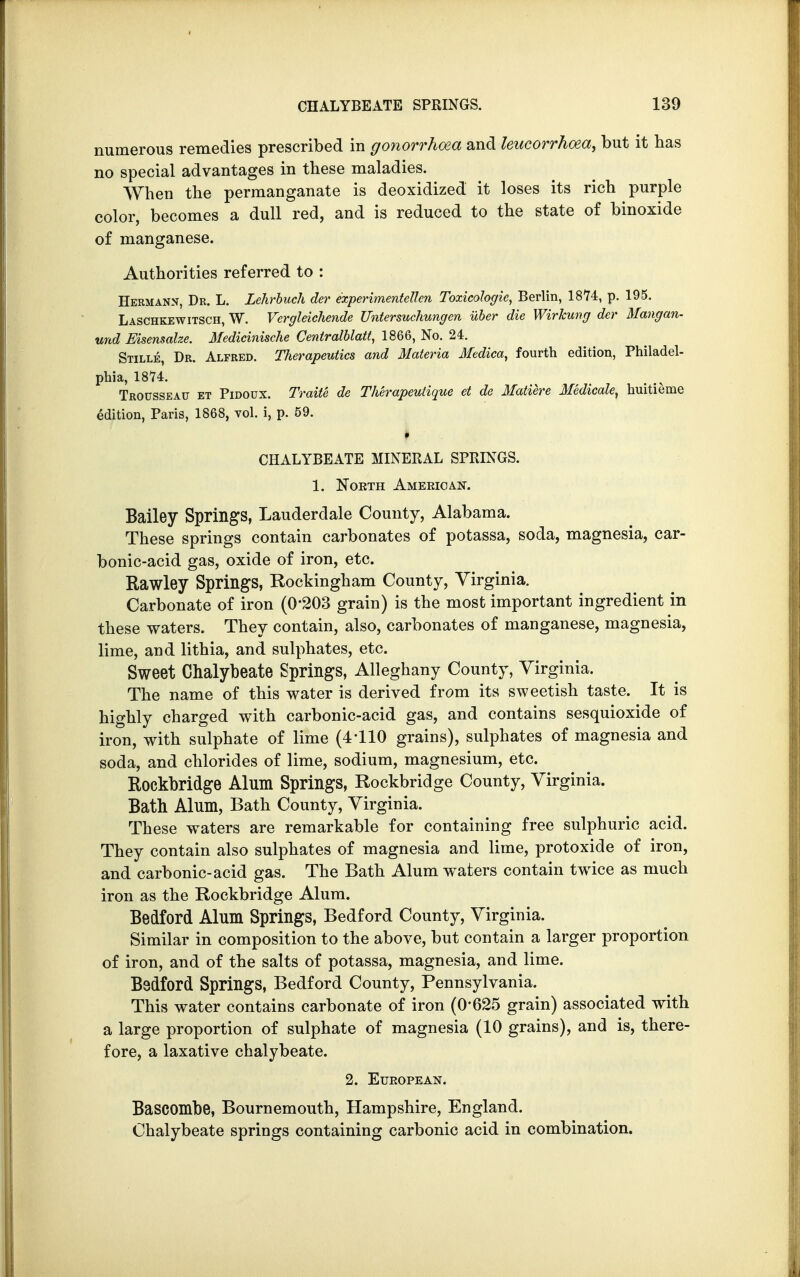 CHALYBEATE SPRINGS. 139
numerous remedies prescribed in gonorrhœa and leucorrhœa, but it has
no special advantages in these maladies.
When the permanganate is deoxidized it loses its rich purple
color, becomes a dull red, and is reduced to the state of binoxide
of manganese.
Authorities referred to :
Hermann, Dr. L. Lehrbuch der experimentellen Toxicologie, Berlin, 1874, p. 195.
Laschkewitsch, W. Vergleichende Untersuchungen über die Wirkung der Mangan-
und Eisensalze. Medicinische Centralblatt, 1866, No. 24.
Stillé, Dr. Alfred. Therapeutics and Materia Medica, fourth edition, Philadel-
phia, 1874.
Trousseau et Pidoux. Traité de Thérapeutique et de Matière Médicale, huitième
édition, Paris, 1868, vol. i, p. 59.
CHALYBEATE MINERAL SPRINGS.
1. North American.
Bailey Springs, Lauderdale County, Alabama.
These springs contain carbonates of potassa, soda, magnesia, car-
bonic-acid gas, oxide of iron, etc.
Rawley Springs, Rockingham County, Virginia.
Carbonate of iron (0·203 grain) is the most important ingredient in
these waters. They contain, also, carbonates of manganese, magnesia,
lime, and lithia, and sulphates, etc.
Sweet Chalybeate Springs, Alleghany County, Virginia.
The name of this water is derived from its sweetish taste. It is
highly charged with carbonic-acid gas, and contains sesquioxide of
iron, with sulphate of lime (4·110 grains), sulphates of magnesia and
soda, and chlorides of lime, sodium, magnesium, etc.
Rockbridge Alum Springs, Rockbridge County, Virginia.
Bath Alum, Bath County, Virginia.
These waters are remarkable for containing free sulphuric acid.
They contain also sulphates of magnesia and lime, protoxide of iron,
and carbonic-acid gas. The Bath Alum waters contain twice as much
iron as the Rockbridge Alum.
Bedford Alum Springs, Bedford County, Virginia.
Similar in composition to the above, but contain a larger proportion
of iron, and of the salts of potassa, magnesia, and lime.
Bedford Springs, Bedford County, Pennsylvania.
This water contains carbonate of iron (0·625 grain) associated with
a large proportion of sulphate of magnesia (10 grains), and is, there-
fore, a laxative chalybeate.
2. European.
Bascombe, Bournemouth, Hampshire, England.
Chalybeate springs containing carbonic acid in combination.